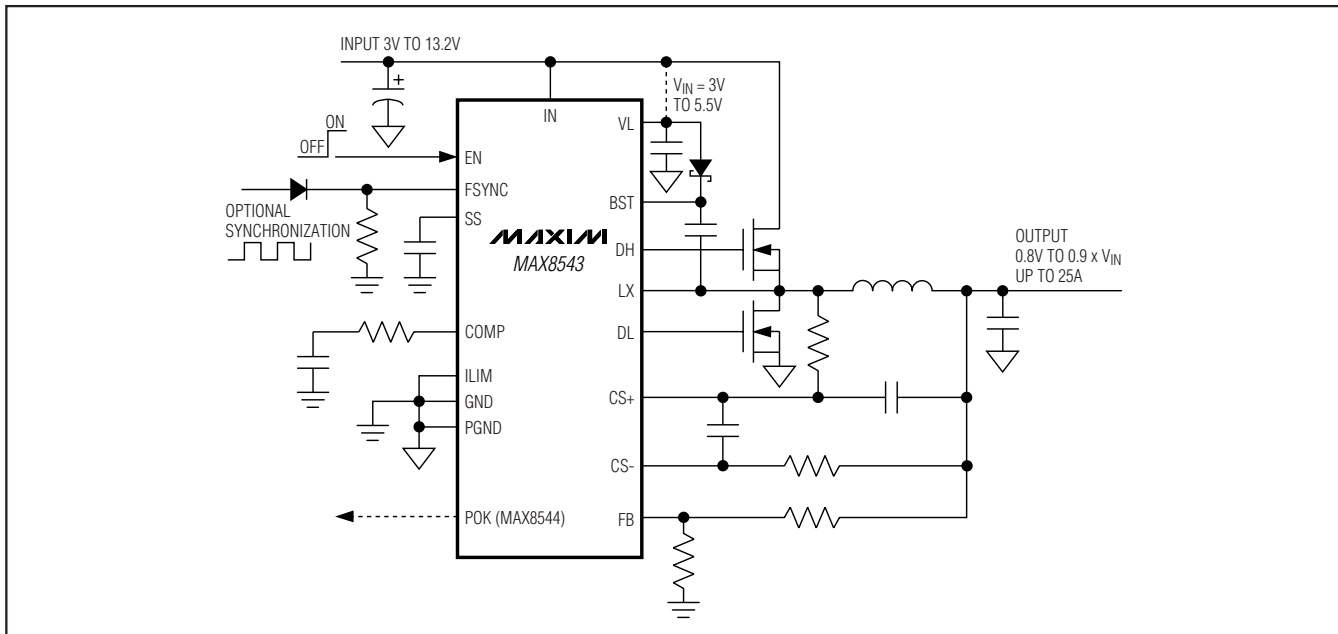 INPUT 3V TO 13.2V
+
V_IN = 3V
TO 5.5V
IN
VL
ON
OFF
EN
FSYNC
OPTIONAL
SYNCHRONIZATION
SS
BST
MAXIM
MAX8543
DH
OUTPUT
0.8V TO 0.9 x V_IN
UP TO 25A
LX
COMP
DL
ILIM
GND
CS+
PGND
CS-
POK (MAX8544)
FB